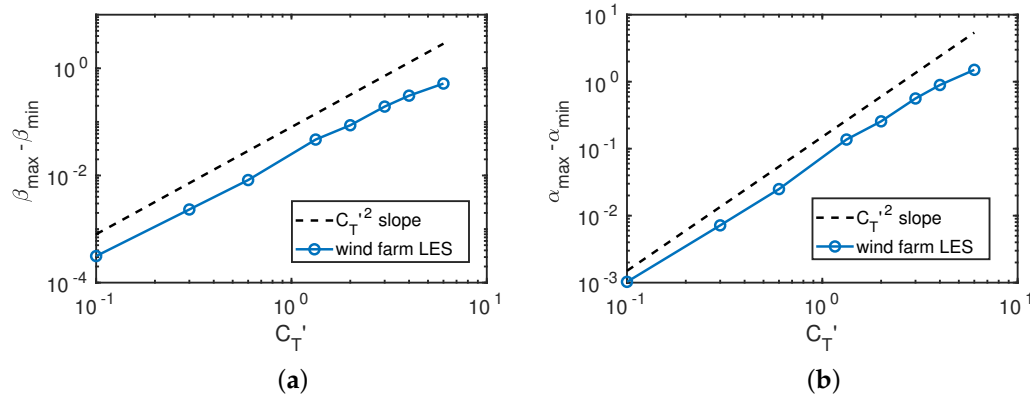 10^0
10^-2
10^-4
β_max - β_min
10^-1
10^0
10^1
C_T'
C_T'^2 slope
wind farm LES
(a)
10^1
10^0
10^-1
10^-2
10^-3
α_max - α_min
10^-1
10^0
10^1
C_T'
C_T'^2 slope
wind farm LES
(b)